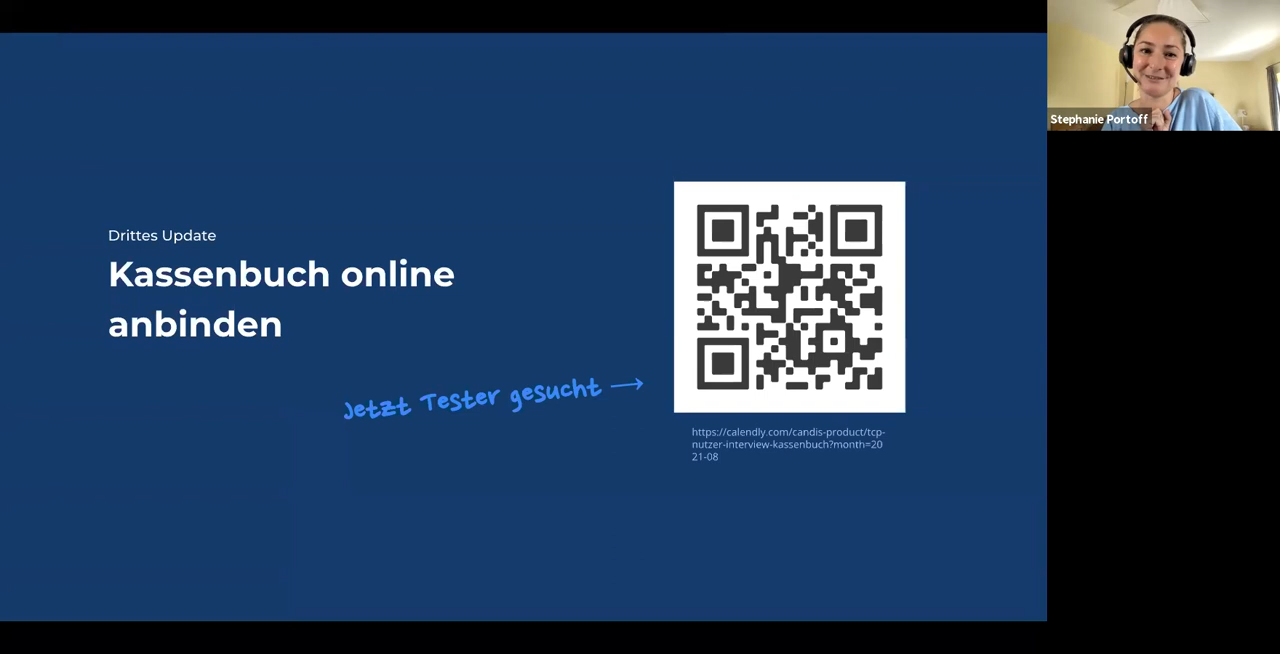 Drittes Update
Kassenbuch online
anbinden
Jetzt Tester gesucht →
https://calendly.com/candis-product/tcp-
nutzer-interview-kassenbuch?month=20
21-08
Stephanie Portoff